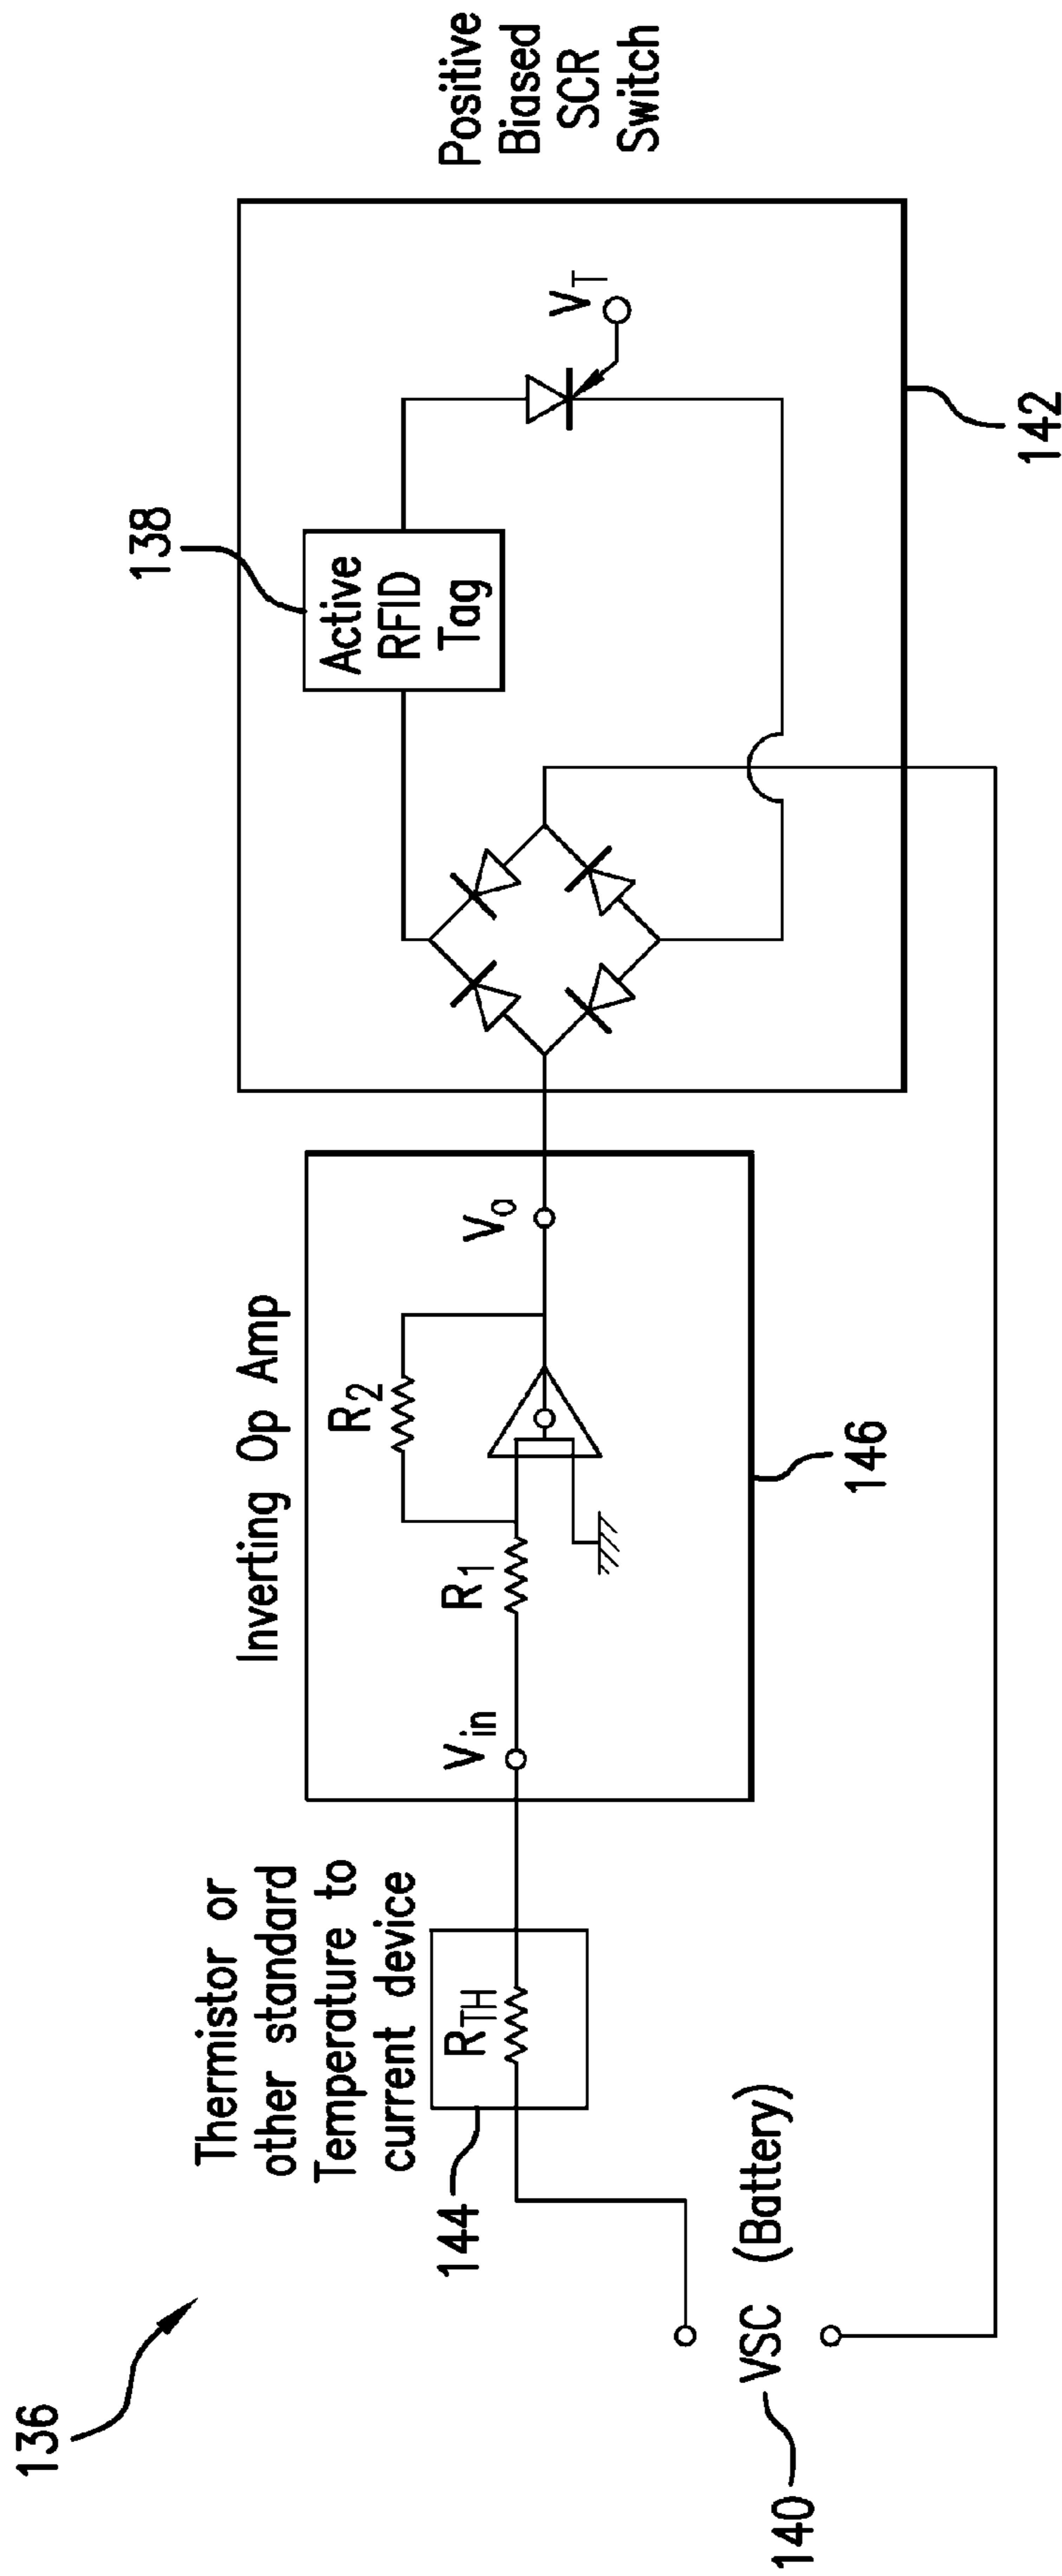 136
Thermistor or
other standard
Temperature to
current device
144
R_TH
140
VSC (Battery)
Inverting Op Amp
V_in
R_1
R_2
V_o
146
138
Active
RFID
Tag
V_T
142
Positive
Biased
SCR
Switch